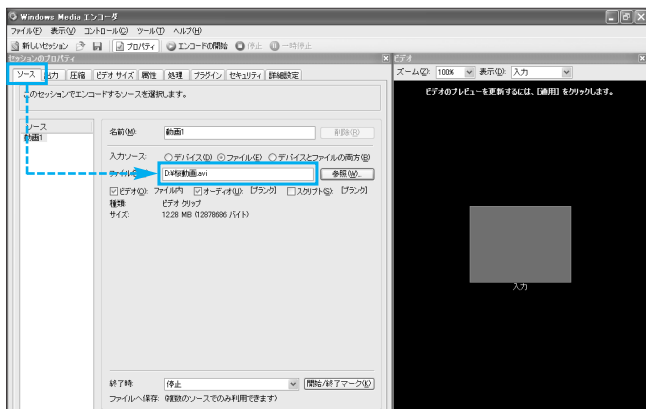 Windows Media エンコーダ
ファイル(F) 表示(V) コントロール(C) ツール(T) ヘルプ(H)
新しいセッション プロパティ エンコードの開始 停止 一時停止
セッションのプロパティ
ソース 出力 圧縮 ビデオ サイズ 属性 処理 プラグイン セキュリティ 詳細設定
このセッションでエンコードするソースを選択します。
ソース
動画1
名前(M): 動画1 削除(R)
入力ソース: デバイス(D) ファイル(E) デバイスとファイルの両方(B)
D:¥桜動画.avi 参照(W)...
ビデオ(O): ファイル内 オーディオ(U): [ブランク] スクリプト(S): [ブランク]
種類: ビデオ クリップ
サイズ: 12.28 MB (12878686 バイト)
終了時: 停止 開始/終了マーク(K)
ファイルへ保存: (複数のソースでのみ利用できます)
ビデオ
ズーム(Z): 100% 表示(D): 入力
ビデオのプレビューを更新するには、[適用] をクリックします。
入力